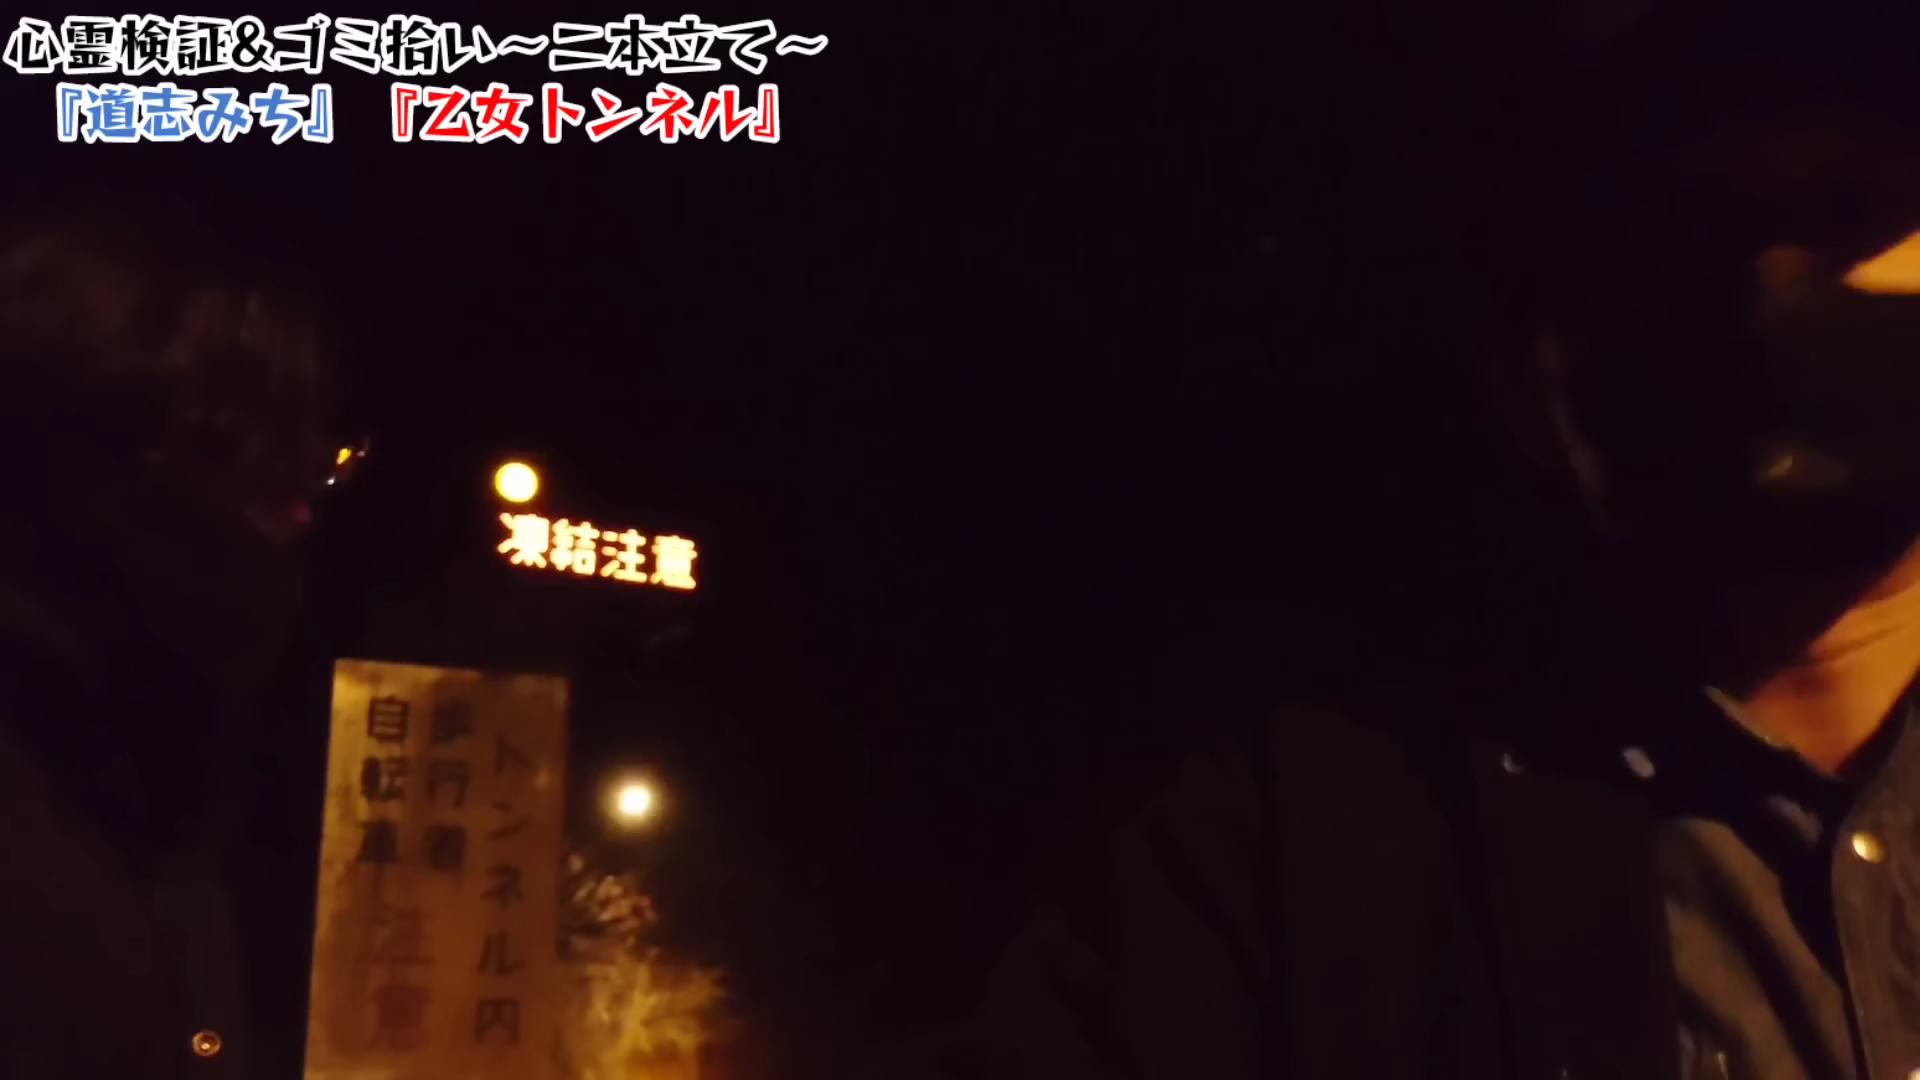 心霊検証&ゴミ拾い〜二本立て〜
『道志みち』 『乙女トンネル』
凍結注意
トンネル内
歩行者
自転車注意